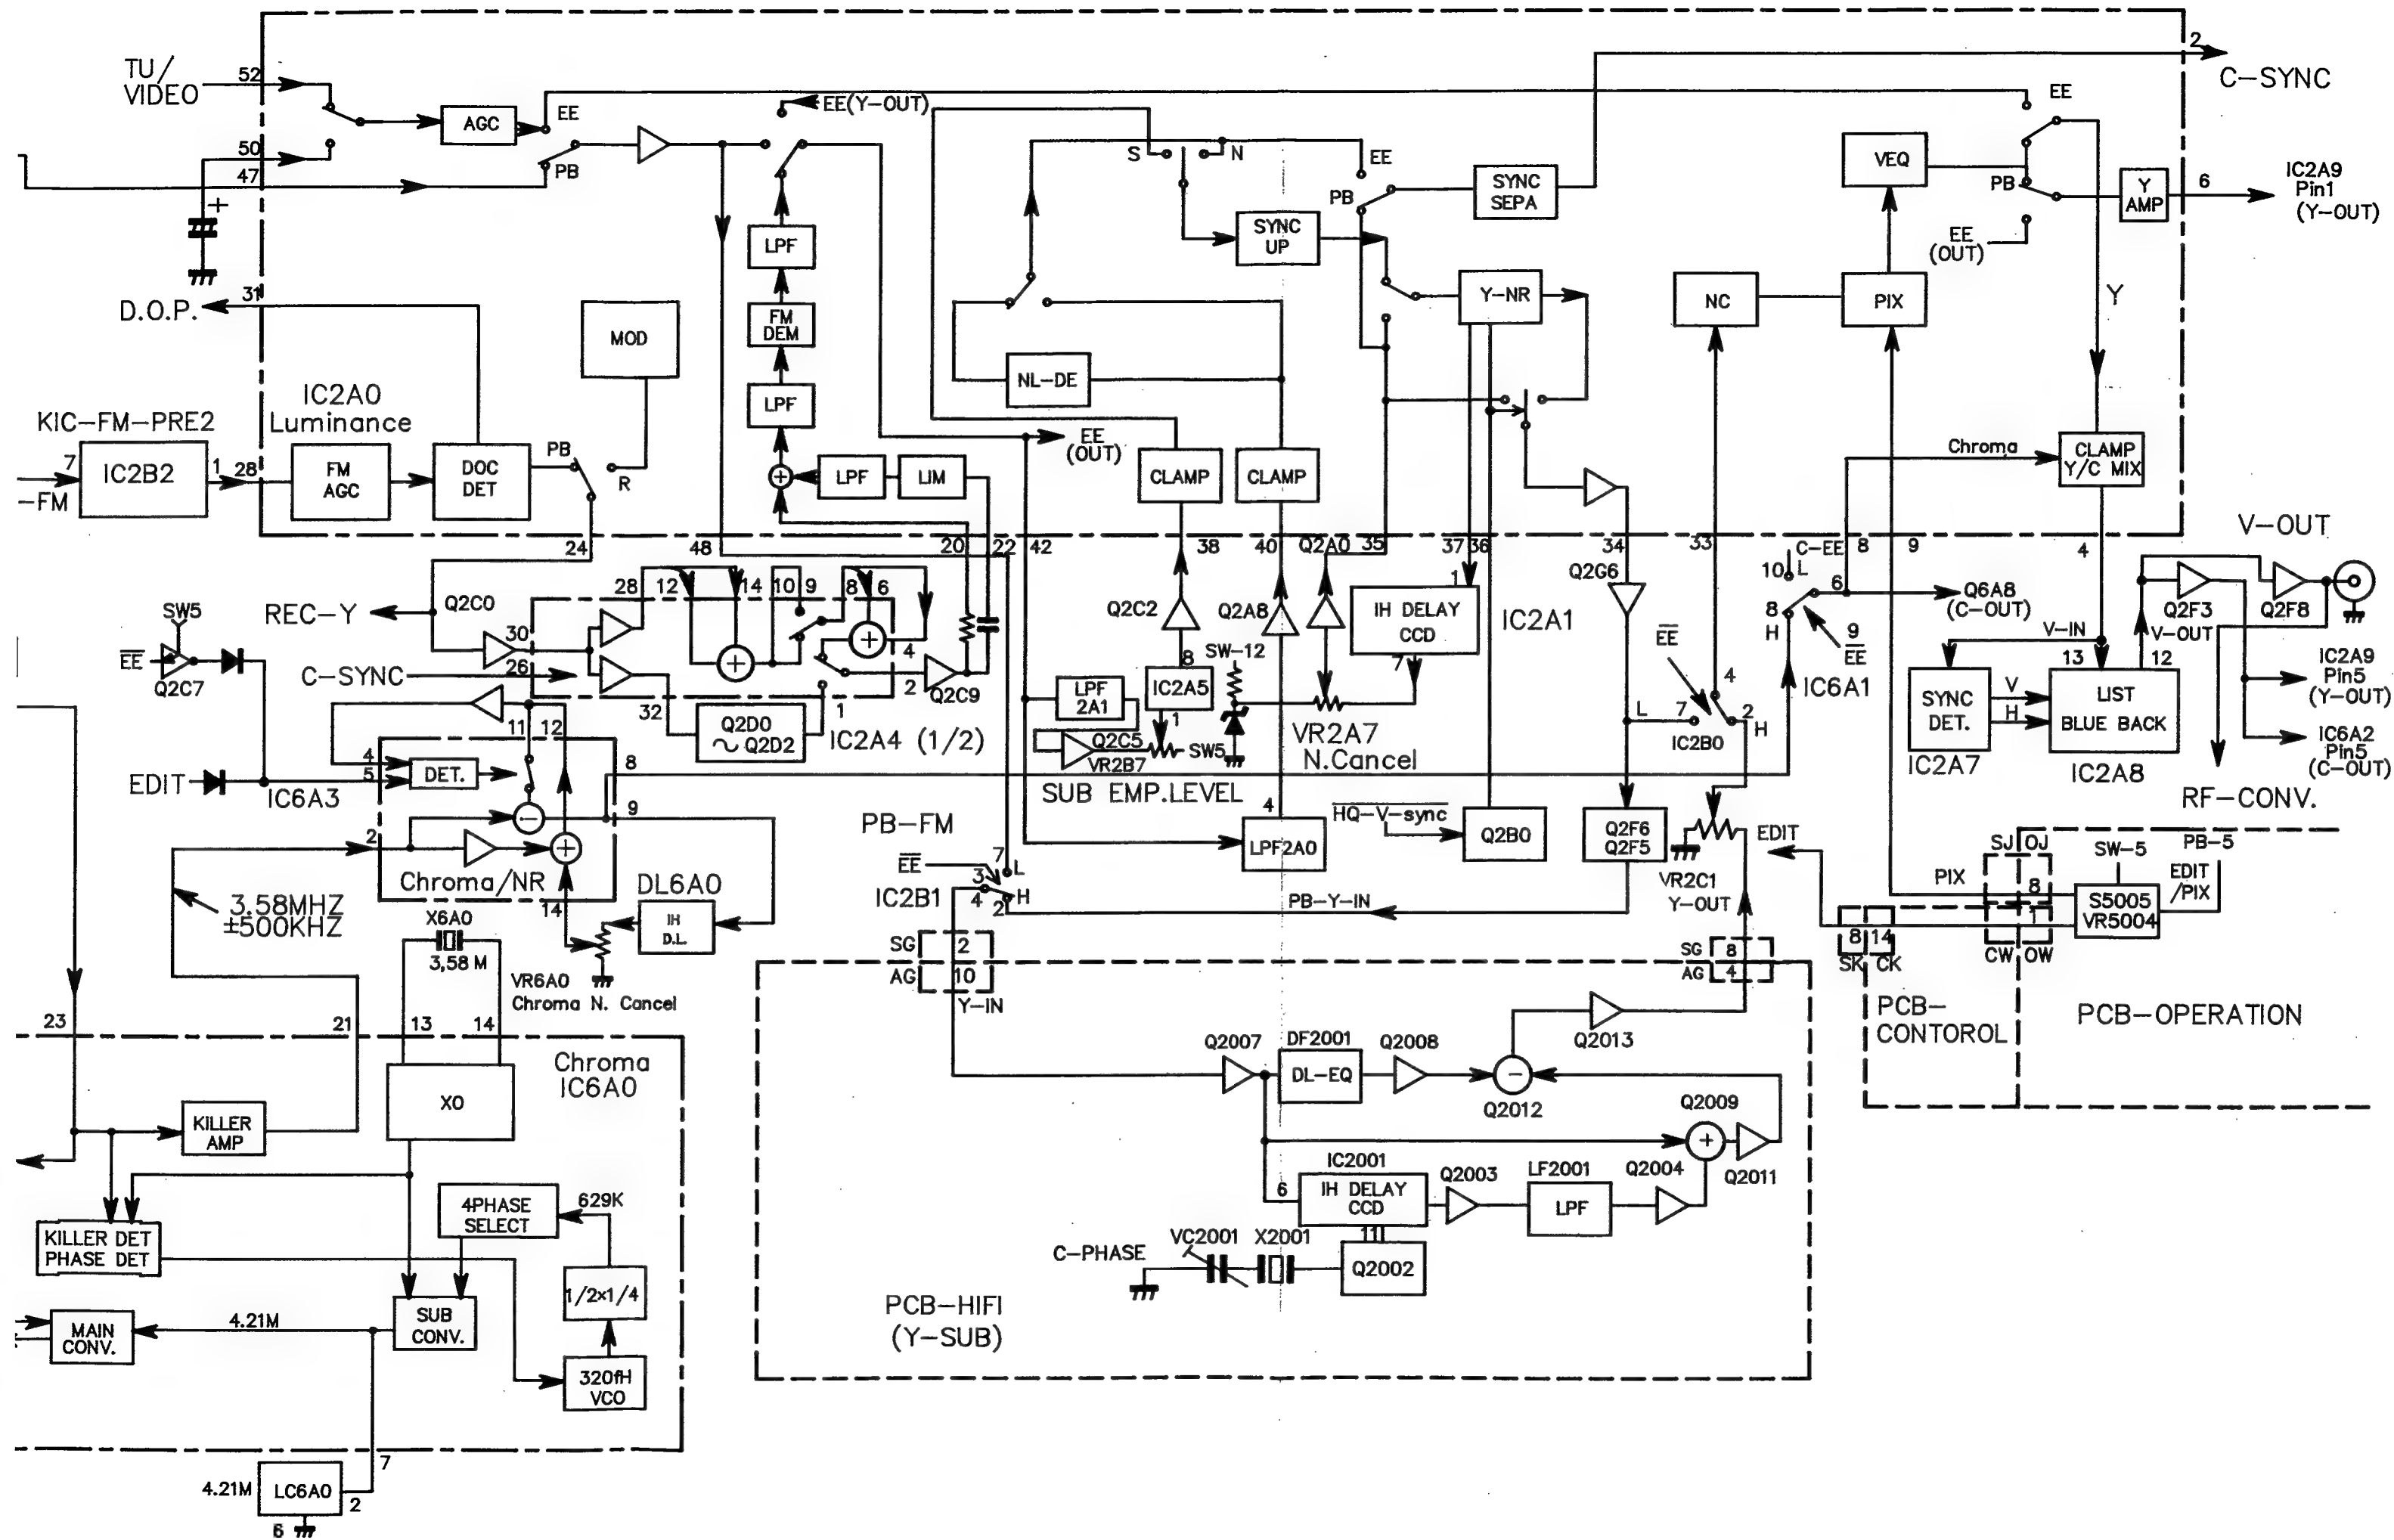 TU/
VIDEO
52
50
47
+
AGC
EE
PB
EE(Y-OUT)
S
N
EE
PB
SYNC
UP
SYNC
SEPA
VEQ
EE
PB
EE
(OUT)
Y
AMP
6
2
C-SYNC
IC2A9
Pin1
(Y-OUT)
D.O.P.
31
MOD
LPF
FM
DEM
LPF
NL-DE
Y-NR
NC
PIX
Y
KIC-FM-PRE2
7
IC2B2
1
28
-FM
IC2A0
Luminance
FM
AGC
DOC
DET
PB
R
LPF
LIM
EE
(OUT)
CLAMP
CLAMP
Chroma
CLAMP
Y/C MIX
24
48
20
22
42
38
40
Q2A0
35
37
36
34
33
C-EE
8
9
4
V-OUT
REC-Y
Q2C0
30
28
12
14
10
9
8
6
4
2
1
Q2C9
C-SYNC
26
32
Q2D0
~ Q2D2
IC2A4 (1/2)
SW5
EE
Q2C7
EDIT
IC6A3
4
5
DET.
11
12
8
9
2
14
Chroma/NR
Q2C2
8
IC2A5
1
LPF
2A1
Q2C5
VR2B7
SW5
SUB EMP.LEVEL
Q2A8
SW-12
VR2A7
N.Cancel
1
IH DELAY
CCD
7
IC2A1
Q2G6
EE
4
L
7
2
H
IC2B0
10
L
8
H
6
9
EE
IC6A1
Q6A8
(C-OUT)
Q2F3
Q2F8
V-IN
V-OUT
13
12
SYNC
DET.
V
H
LIST
BLUE BACK
IC2A7
IC2A8
IC2A9
Pin5
(Y-OUT)
IC6A2
Pin5
(C-OUT)
RF-CONV.
4
LPF2A0
HQ-V-sync
Q2B0
Q2F6
Q2F5
VR2C1
Y-OUT
EDIT
PB-FM
EE
7
L
3
4
2
H
IC2B1
PB-Y-IN
SG
2
AG
10
Y-IN
SG
8
AG
4
3.58MHZ
±500KHZ
X6A0
3,58 M
DL6A0
IH
D.L.
VR6A0
Chroma N. Cancel
PIX
SJ
OJ
8
1
CW
OW
SW-5
PB-5
EDIT
/PIX
S5005
VR5004
8
14
SK
CK
PCB-
CONTOROL
PCB-OPERATION
23
21
13
14
Chroma
IC6A0
XO
KILLER
AMP
KILLER DET
PHASE DET
4PHASE
SELECT
629K
1/2×1/4
320fH
VCO
SUB
CONV.
MAIN
CONV.
4.21M
7
4.21M
LC6A0
2
6
Q2007
DF2001
DL-EQ
Q2008
-
Q2012
Q2013
Q2009
+
Q2011
6
IC2001
IH DELAY
CCD
11
Q2003
LF2001
LPF
Q2004
C-PHASE
VC2001
X2001
Q2002
PCB-HIFI
(Y-SUB)